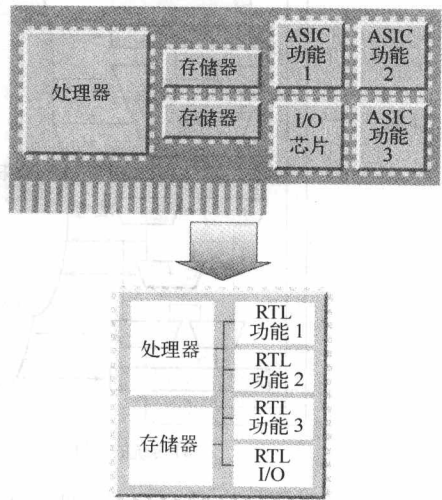 处理器
存储器
存储器
ASIC
功能
1
ASIC
功能
2
I/O
芯片
ASIC
功能
3
处理器
存储器
RTL
功能 1
RTL
功能 2
RTL
功能 3
RTL
I/O